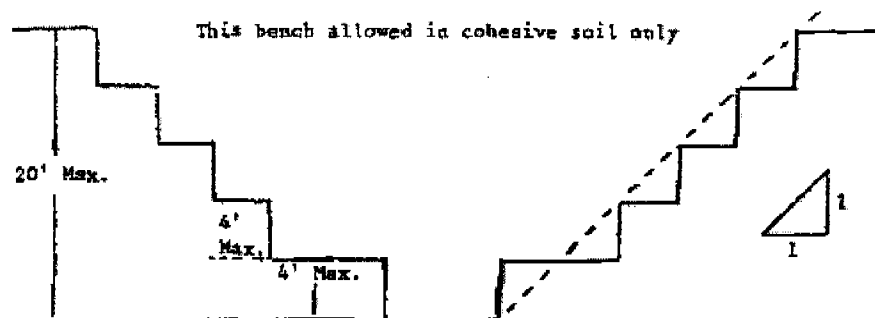 This bench allowed in cohesive soil only
20' Max.
4'
Max.
4' Max.
1
1